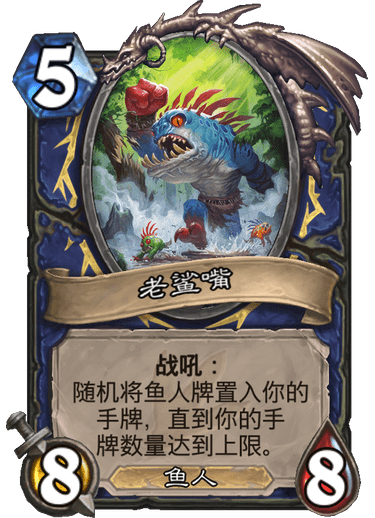 5
老鲨嘴
战吼：
随机将鱼人牌置入你的
手牌，直到你的手
牌数量达到上限。
8
鱼人
8